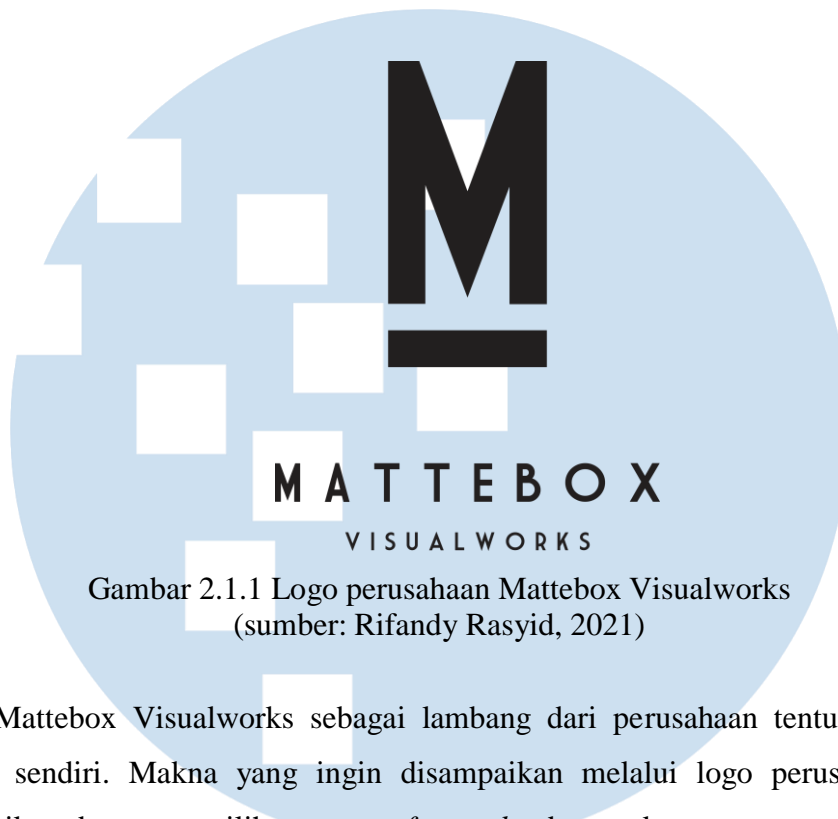 M
MATTEBOX
VISUALWORKS
Gambar 2.1.1 Logo perusahaan Mattebox Visualworks
(sumber: Rifandy Rasyid, 2021)
Mattebox Visualworks sebagai lambang dari perusahaan tentu
sendiri. Makna yang ingin disampaikan melalui logo perus